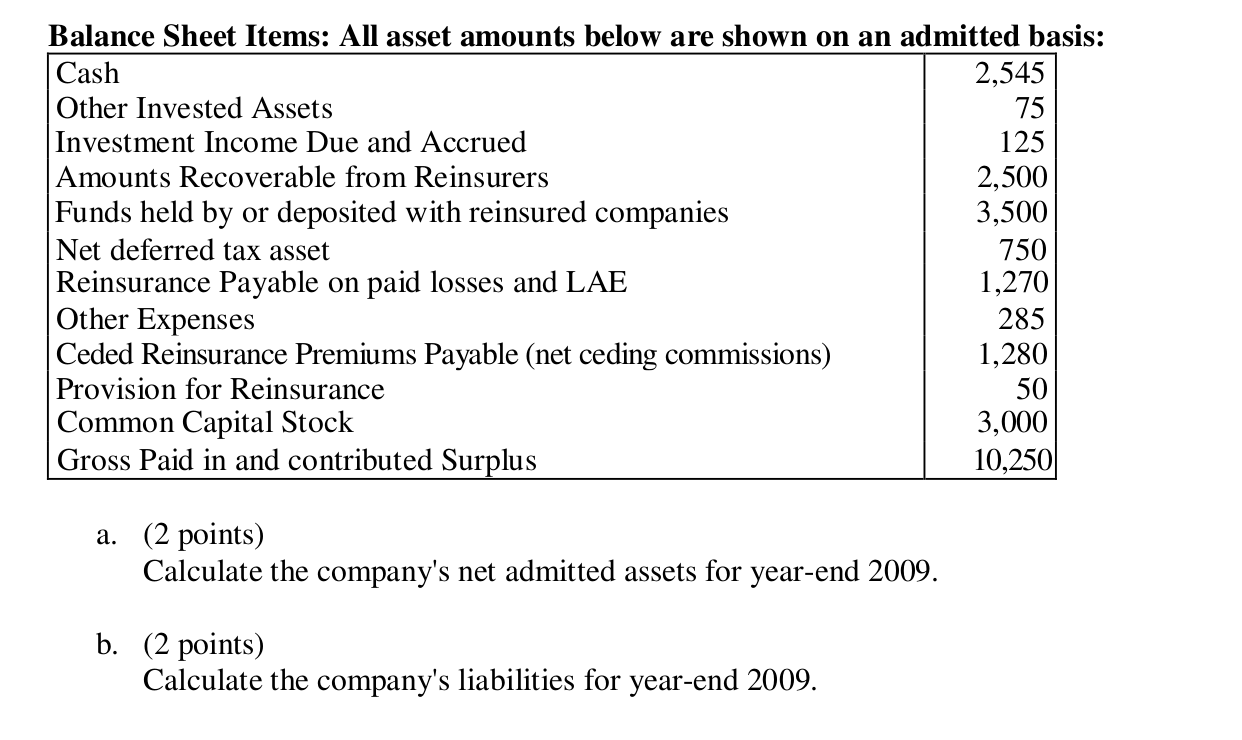 Balance Sheet Items: All asset amounts below are shown on an admitted basis:
Cash 2,545
Other Invested Assets 75
Investment Income Due and Accrued 125
Amounts Recoverable from Reinsurers 2,500
Funds held by or deposited with reinsured companies 3,500
Net deferred tax asset 750
Reinsurance Payable on paid losses and LAE 1,270
Other Expenses 285
Ceded Reinsurance Premiums Payable (net ceding commissions) 1,280
Provision for Reinsurance 50
Common Capital Stock 3,000
Gross Paid in and contributed Surplus 10,250
a. (2 points)
Calculate the company's net admitted assets for year-end 2009.
b. (2 points)
Calculate the company's liabilities for year-end 2009.